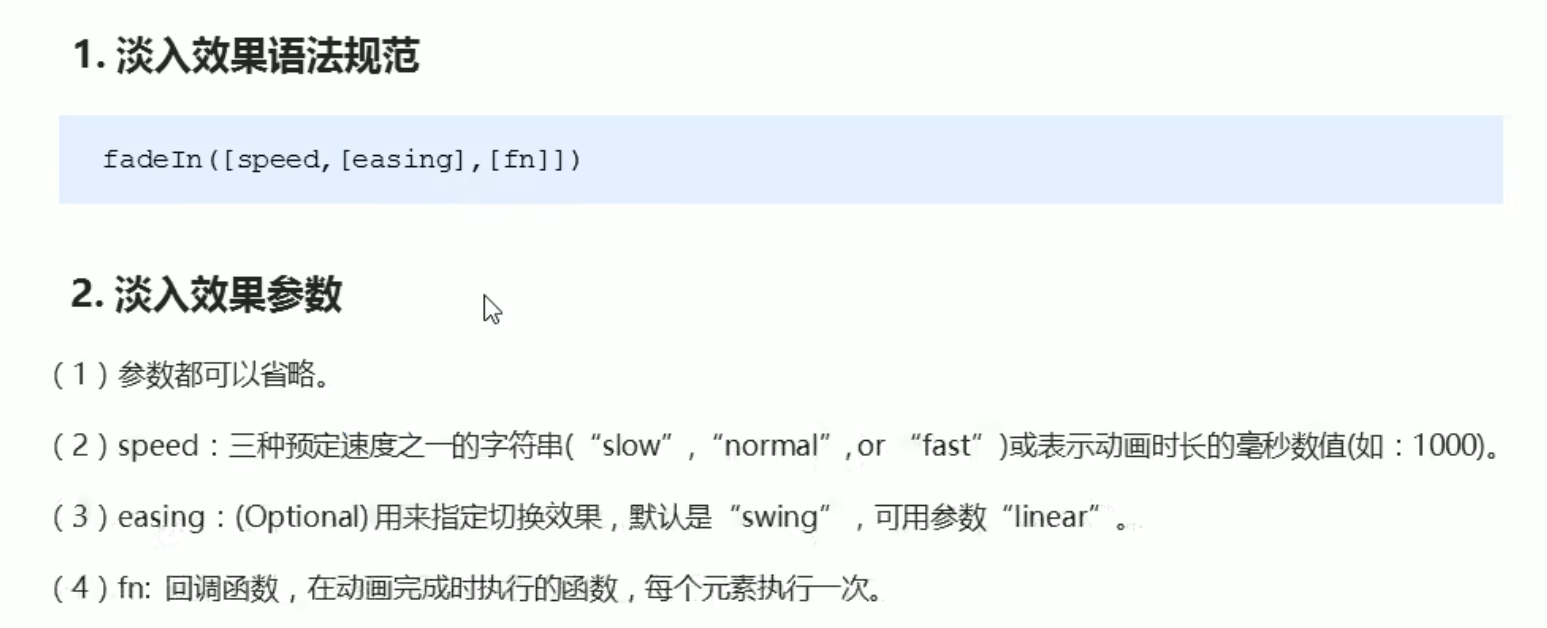 1. 淡入效果语法规范
fadeIn([speed,[easing],[fn]])
2. 淡入效果参数
（1）参数都可以省略。
（2）speed：三种预定速度之一的字符串(“slow”,“normal”, or “fast”)或表示动画时长的毫秒数值(如：1000)。
（3）easing：(Optional) 用来指定切换效果，默认是“swing”，可用参数“linear”。
（4）fn: 回调函数，在动画完成时执行的函数，每个元素执行一次。